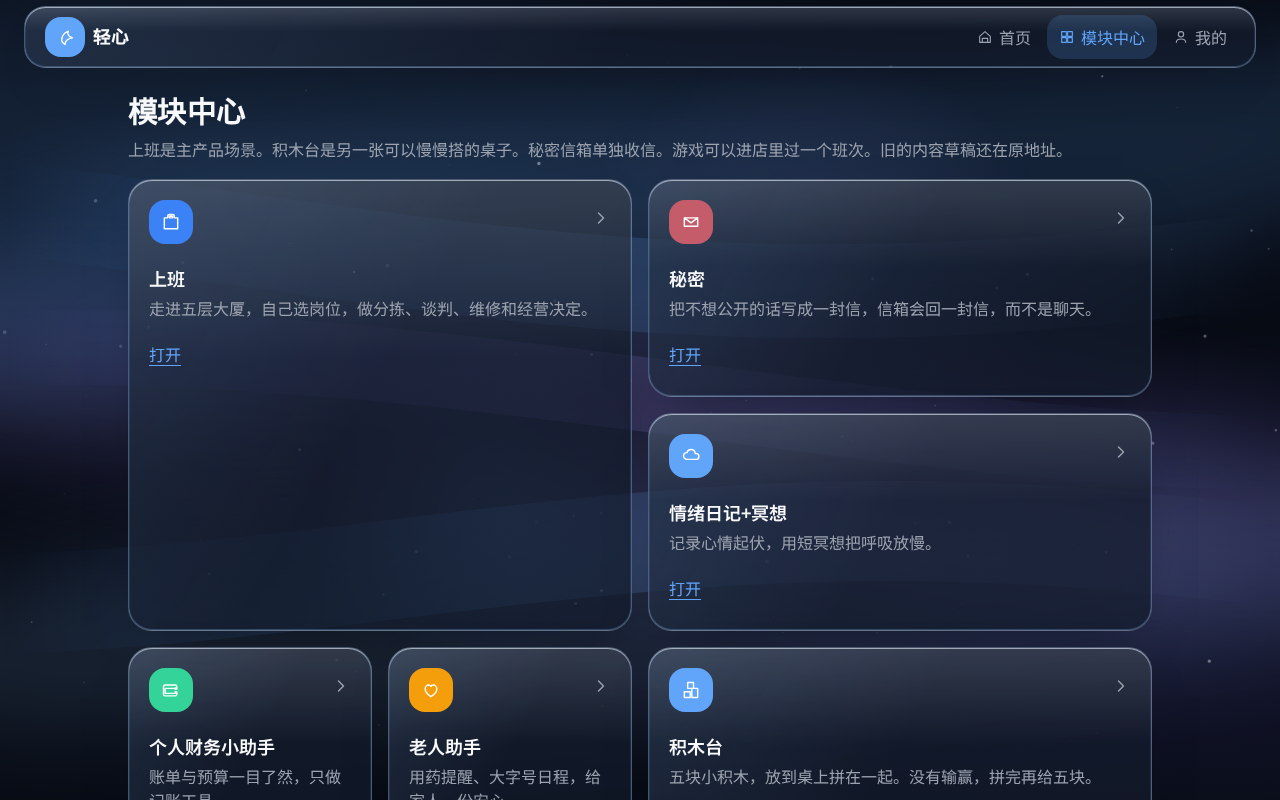 轻心
首页
模块中心
我的
模块中心
上班是主产品场景。积木台是另一张可以慢慢搭的桌子。秘密信箱单独收信。游戏可以进店里过一个班次。旧的内容草稿还在原地址。
上班
走进五层大厦，自己选岗位，做分拣、谈判、维修和经营决定。
打开
秘密
把不想公开的话写成一封信，信箱会回一封信，而不是聊天。
打开
情绪日记+冥想
记录心情起伏，用短冥想把呼吸放慢。
打开
个人财务小助手
账单与预算一目了然，只做
记账工具
老人助手
用药提醒、大字号日程，给
家人一份安心
积木台
五块小积木，放到桌上拼在一起。没有输赢，拼完再给五块。